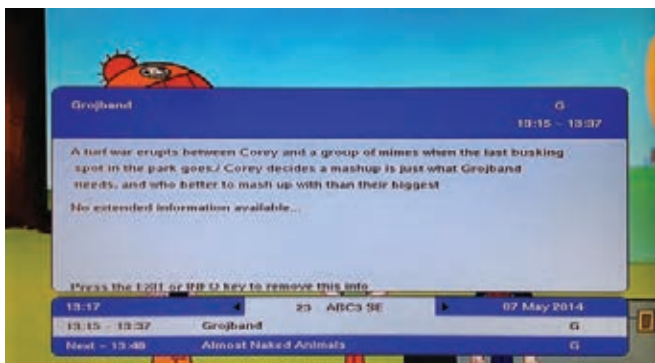 Grojband G
13:15 - 13:37
A turf war erupts between Corey and a group of mimes when the last busking
spot in the park goes./ Corey decides a mashup is just what Grojband
needs, and who better to mash up with than their biggest
No extended information available...
Press the EXIT or INFO key to remove this info
13:17 23 ABC3 SE 07 May 2014
13:15 - 13:37 Grojband G
Next - 13:48 Almost Naked Animals G